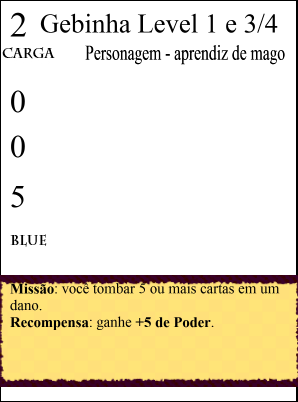 2 Gebinha Level 1 e 3/4
CARGA Personagem - aprendiz de mago
0
0
5
BLUE
Missão: você tombar 5 ou mais cartas em um
dano.
Recompensa: ganhe +5 de Poder.